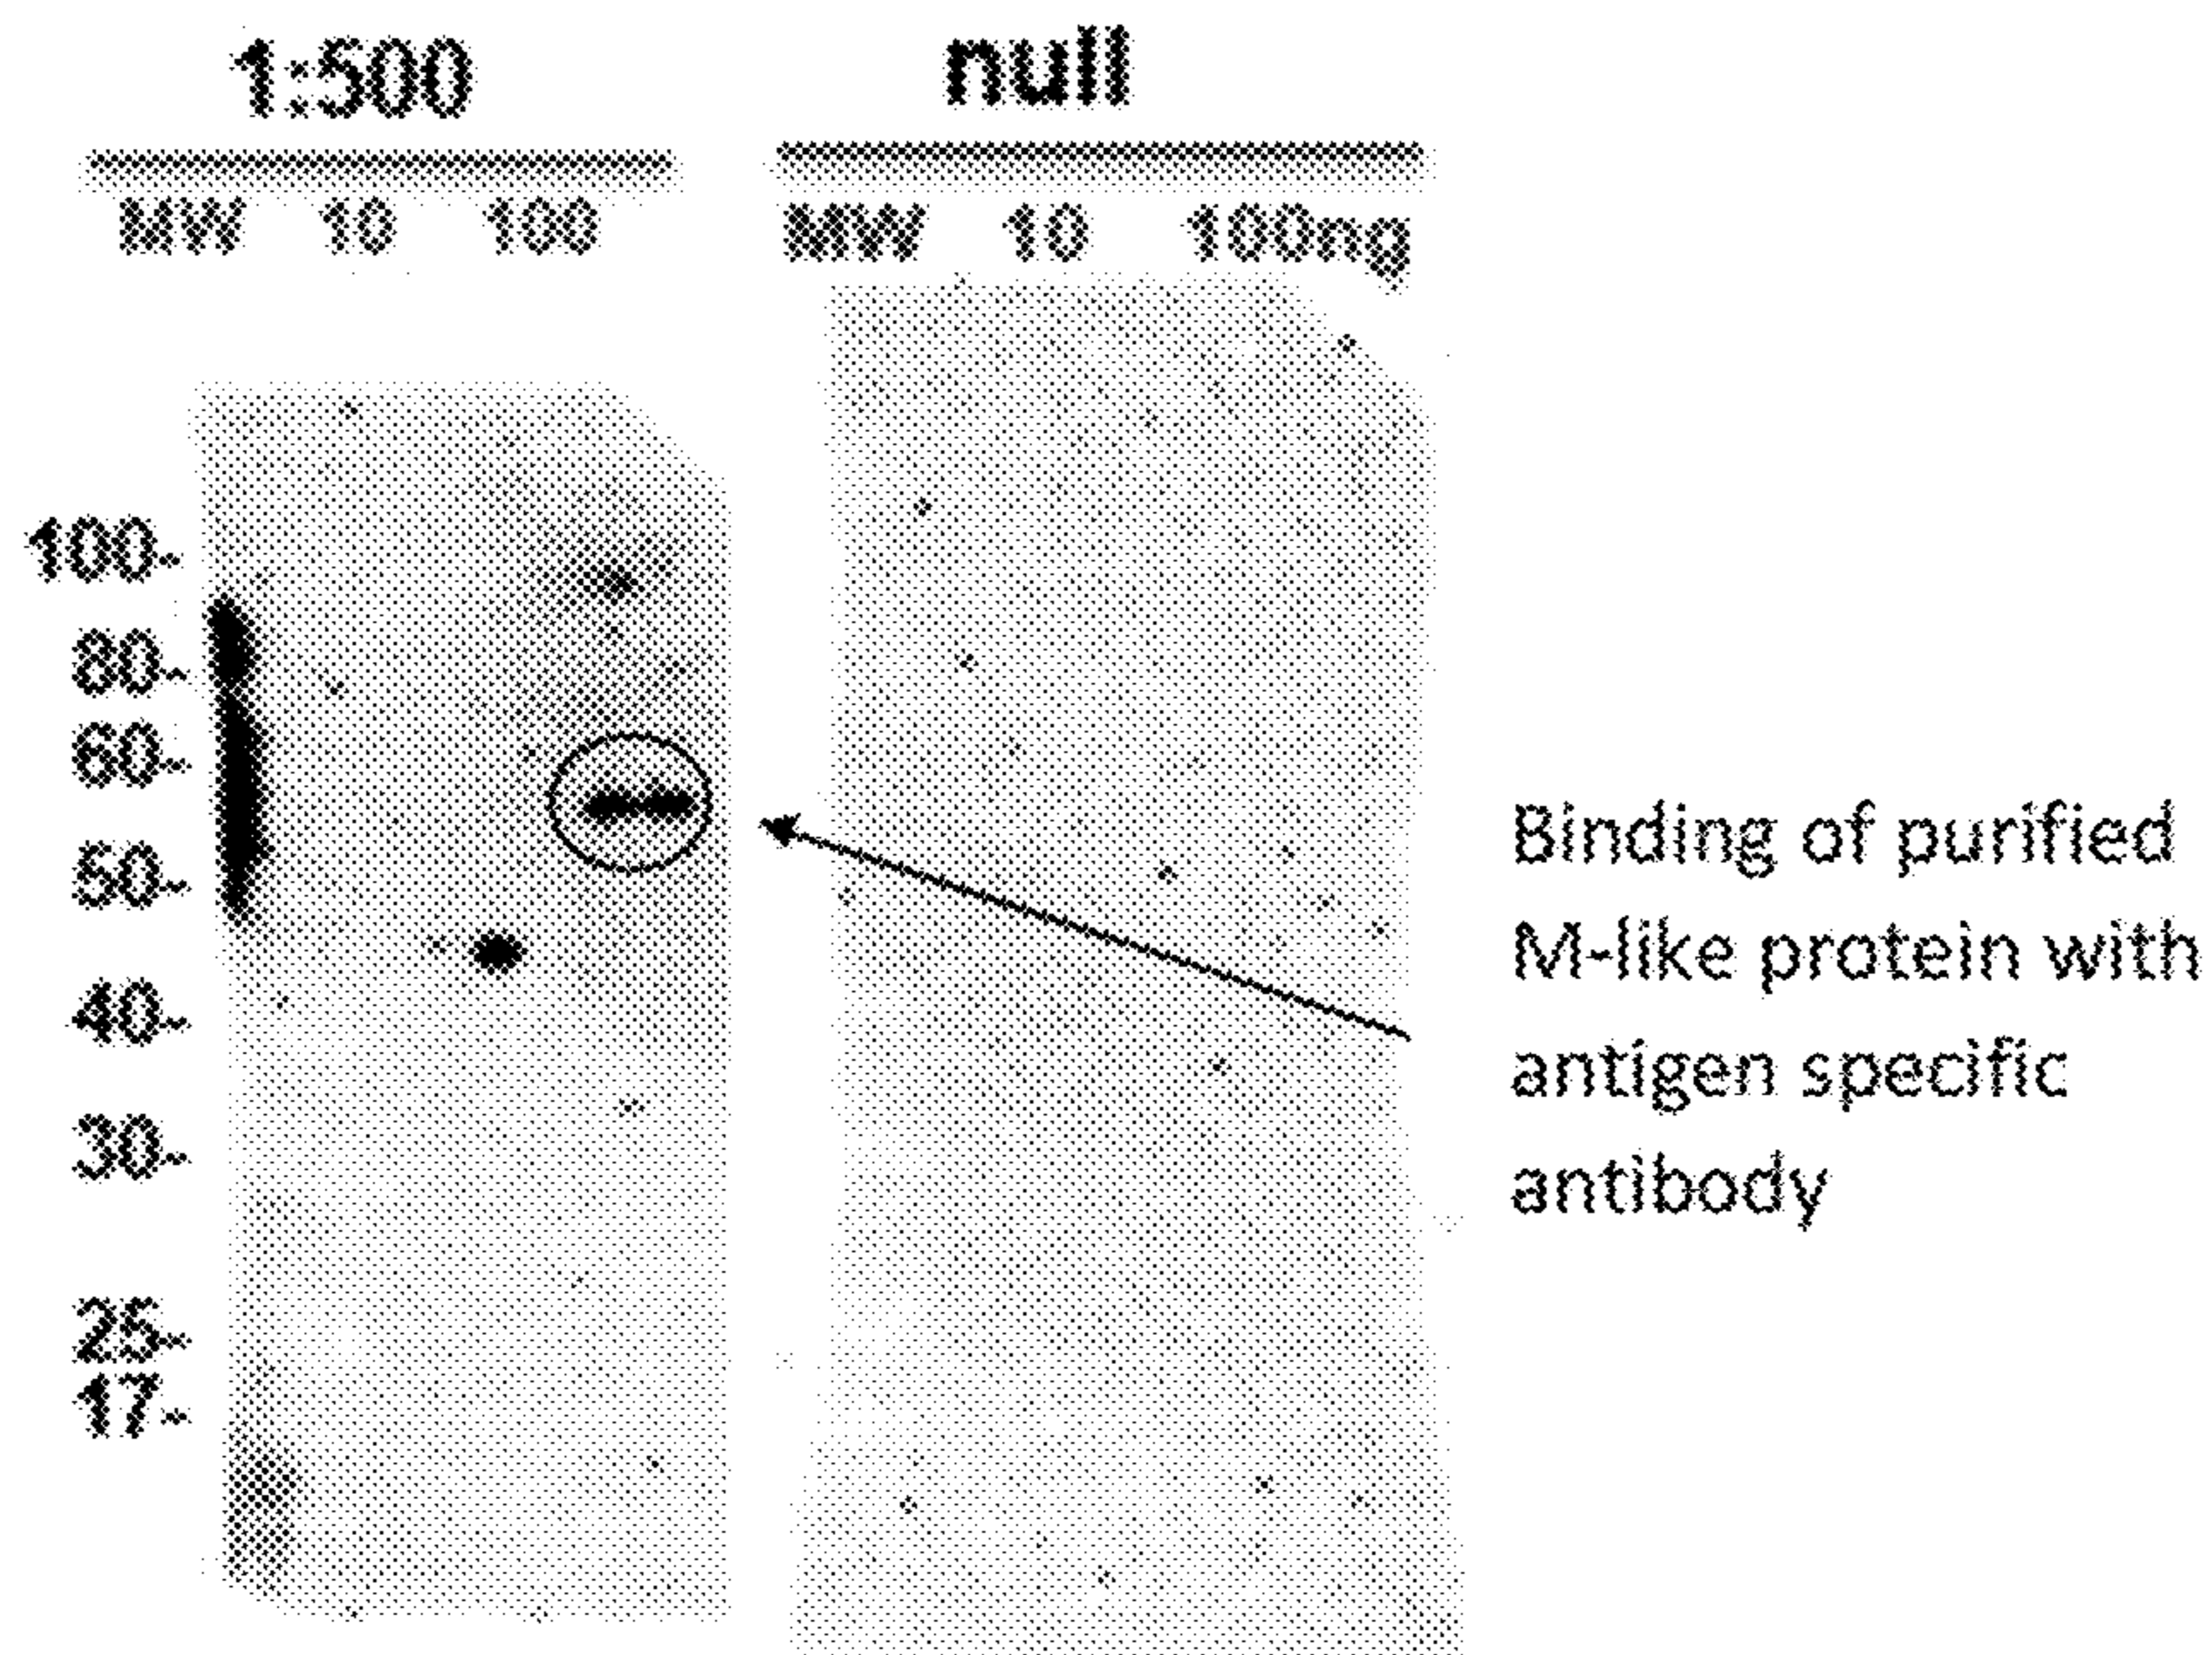 1:500 null
MW 10 100 MW 10 100ng
100-
80-
60-
50-
40-
30-
25-
17-
Binding of purified
M-like protein with
antigen specific
antibody